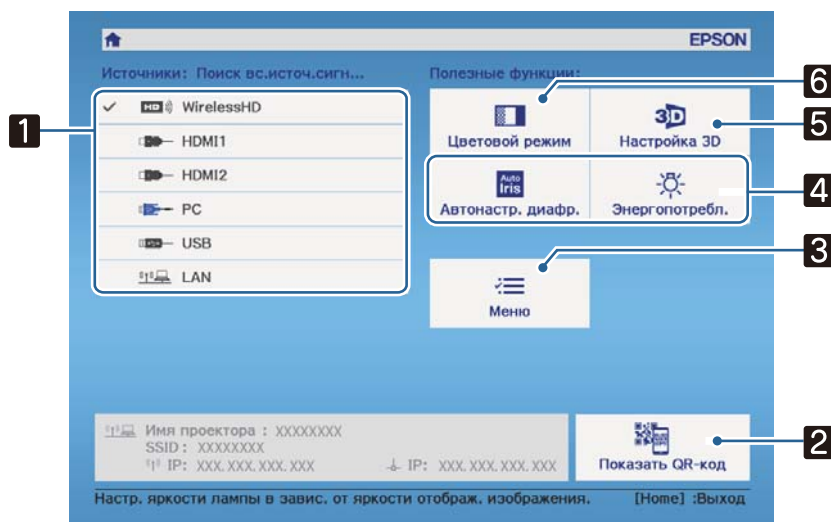 EPSON
Источники: Поиск вс.источ.сигн...
Полезные функции:
1
WirelessHD
HDMI1
HDMI2
PC
USB
LAN
6
Цветовой режим
5
3D
Настройка 3D
4
Auto
Iris
Автонастр. диафр.
Энергопотребл.
3
Меню
Имя проектора : XXXXXXXX
SSID : XXXXXXXX
IP: XXX. XXX. XXX. XXX
IP: XXX. XXX. XXX. XXX
2
Показать QR-код
Настр. яркости лампы в завис. от яркости отображ. изображения.
[Home] :Выход